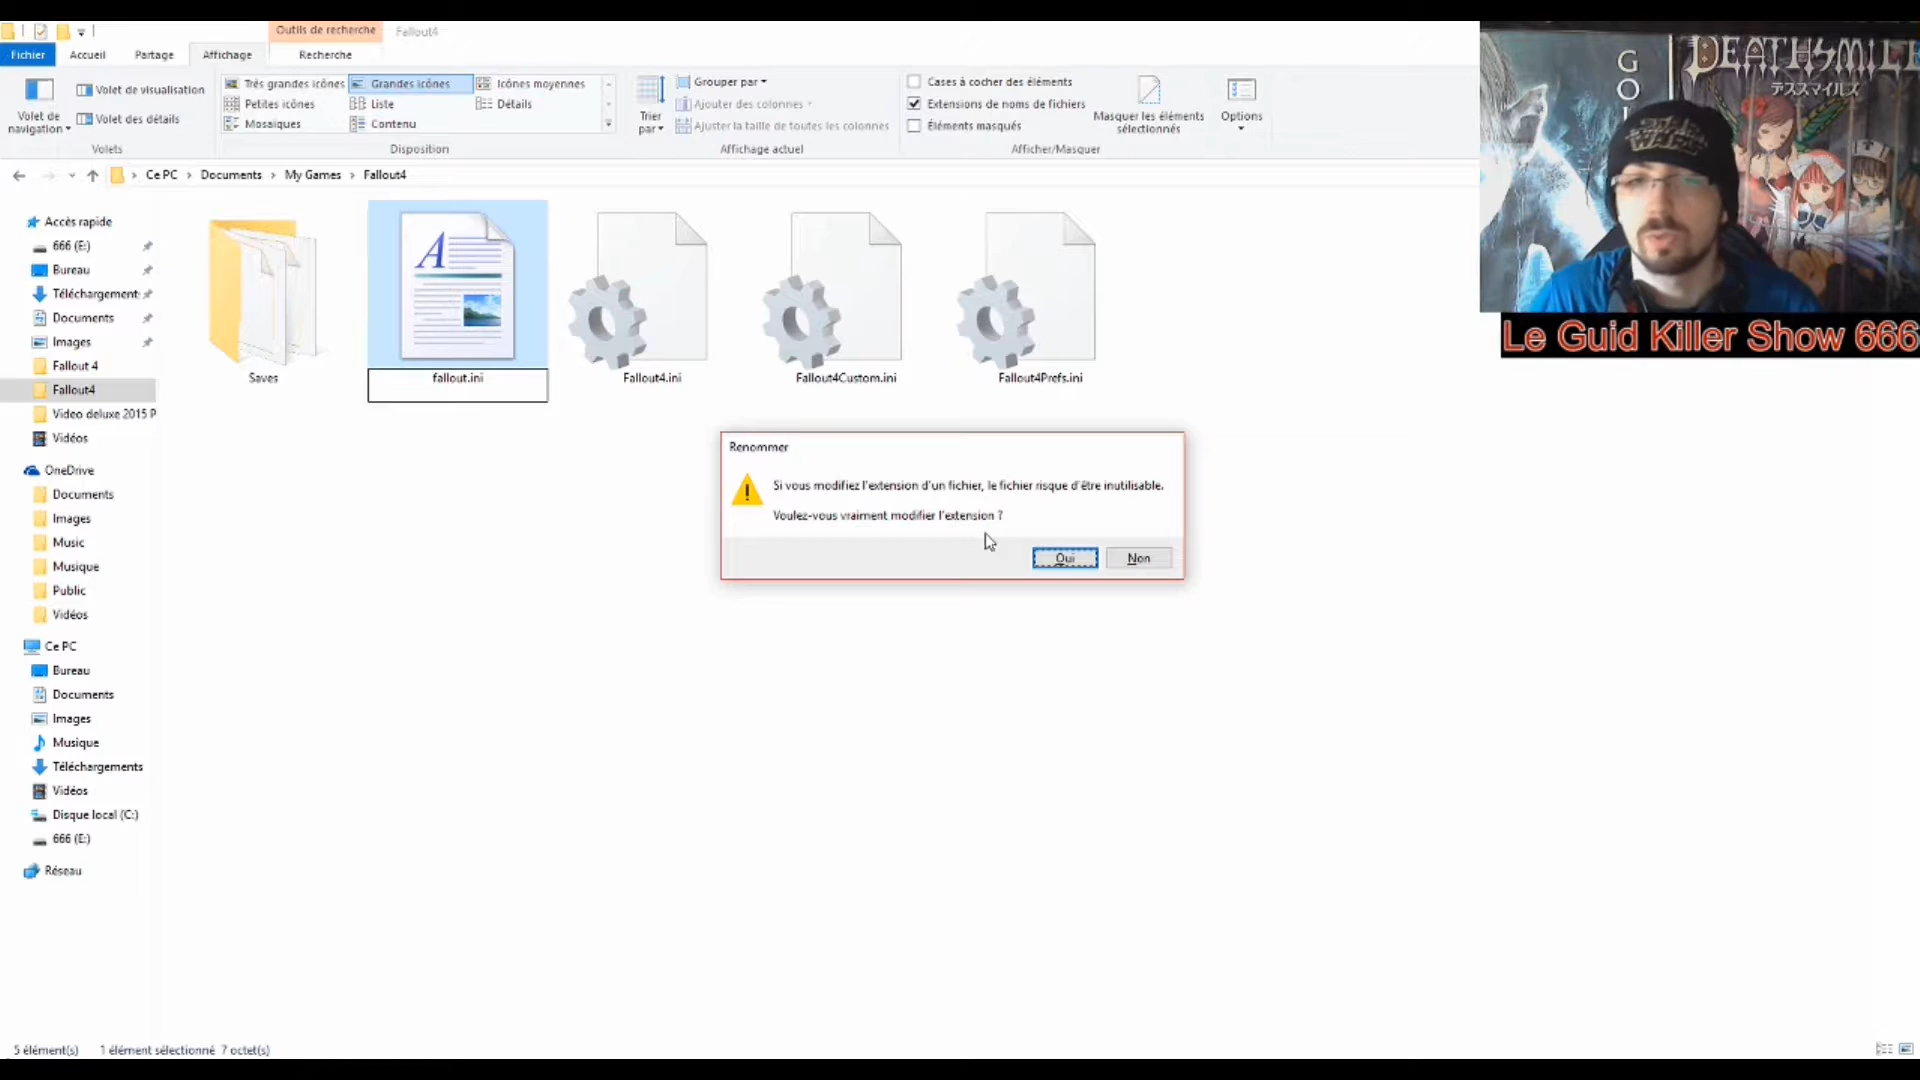 Outils de recherche
Fallout4
Fichier
Accueil
Partage
Affichage
Recherche
Volet de navigation
Volet de visualisation
Volet des détails
Volets
Très grandes icônes
Grandes icônes
Icônes moyennes
Petites icônes
Liste
Détails
Mosaïques
Contenu
Disposition
Trier par
Grouper par
Ajouter des colonnes
Ajuster la taille de toutes les colonnes
Affichage actuel
Cases à cocher des éléments
Extensions de noms de fichiers
Éléments masqués
Masquer les éléments sélectionnés
Afficher/Masquer
Options
Ce PC > Documents > My Games > Fallout4
Accès rapide
666 (E:)
Bureau
Téléchargement
Documents
Images
Fallout 4
Fallout4
Video deluxe 2015 P
Vidéos
OneDrive
Documents
Images
Music
Musique
Public
Vidéos
Ce PC
Bureau
Documents
Images
Musique
Téléchargements
Vidéos
Disque local (C:)
666 (E:)
Réseau
Saves
fallout.ini
Fallout4.ini
Fallout4Custom.ini
Fallout4Prefs.ini
Renommer
Si vous modifiez l'extension d'un fichier, le fichier risque d'être inutilisable.
Voulez-vous vraiment modifier l'extension ?
Oui
Non
5 élément(s)
1 élément sélectionné 7 octet(s)
DEATHSMILE
デススマイルズ
Le Guid Killer Show 666